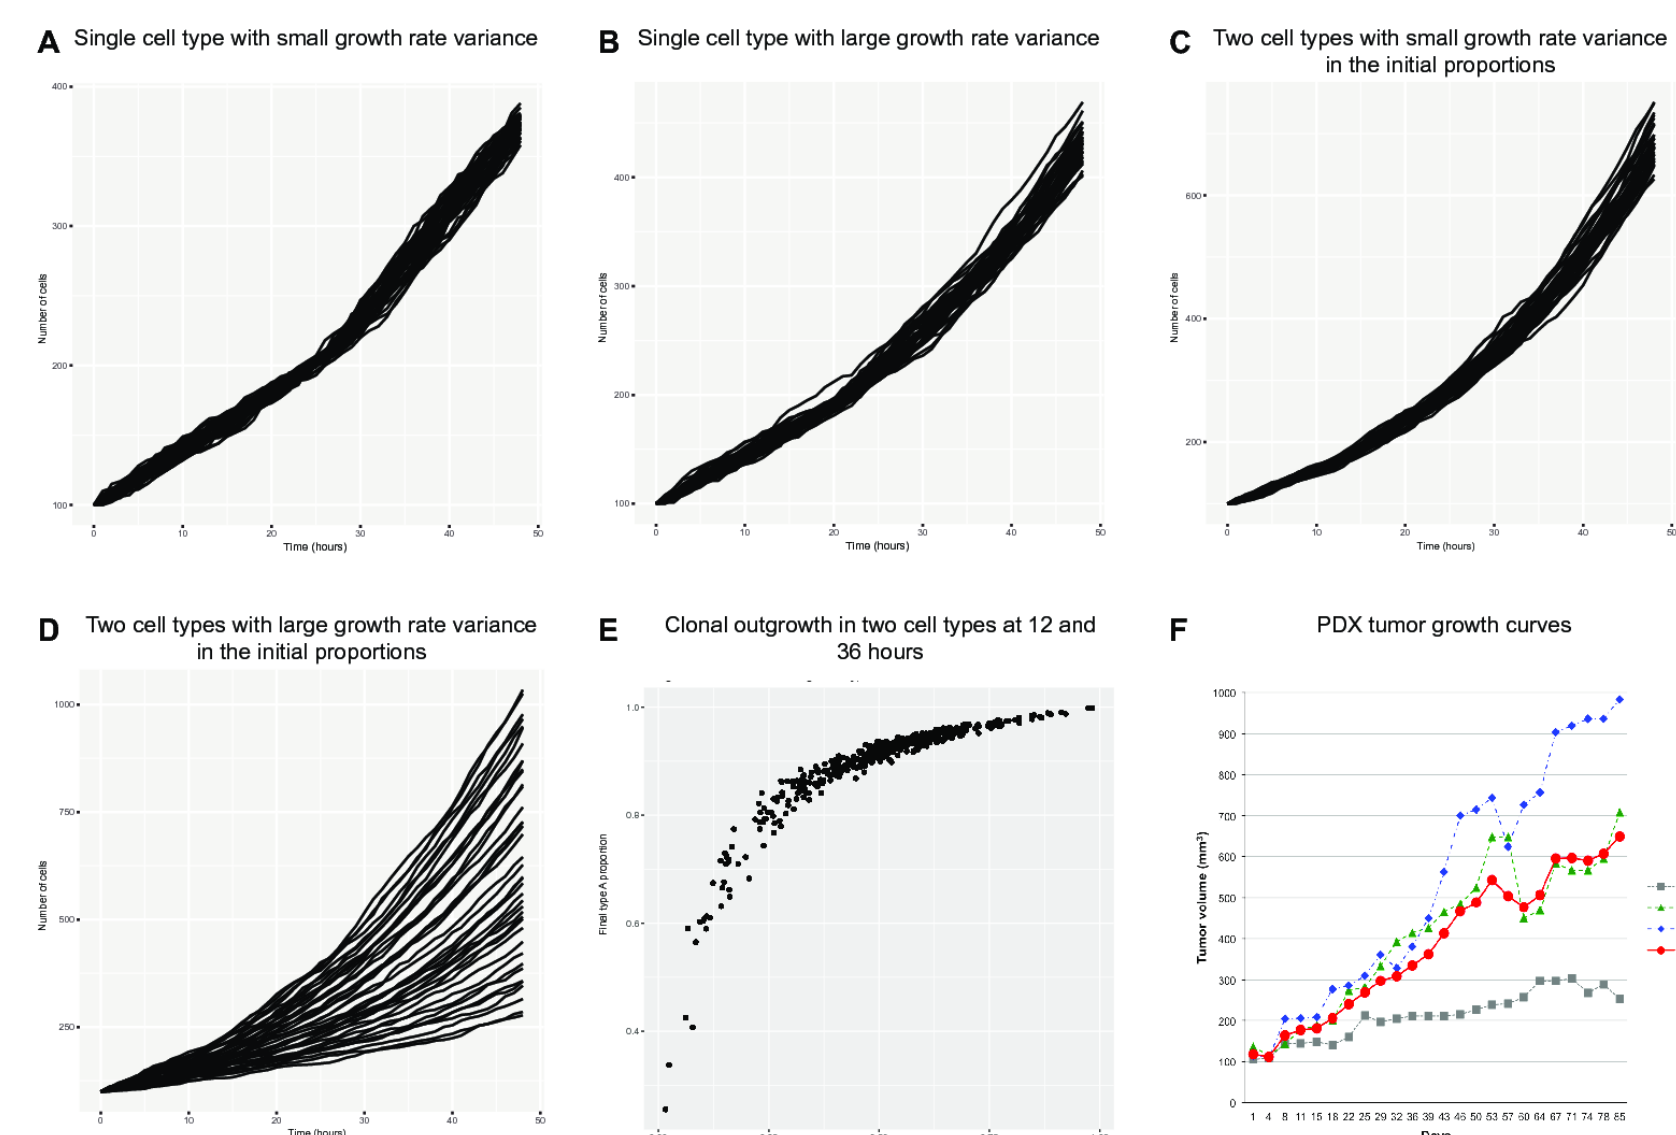 A Single cell type with small growth rate variance
400
300
200
100
Number of cells
0 10 20 30 40 50
Time (hours)
B Single cell type with large growth rate variance
400
300
200
100
Number of cells
0 10 20 30 40 50
Time (hours)
C Two cell types with small growth rate variance
in the initial proportions
600
400
200
Number of cells
0 10 20 30 40 50
Time (hours)
D Two cell types with large growth rate variance
in the initial proportions
1000
750
500
250
Number of cells
0 10 20 30 40 50
Time (hours)
E Clonal outgrowth in two cell types at 12 and
36 hours
1.0
0.8
0.6
0.4
Final type A proportion
F PDX tumor growth curves
1000
900
800
700
600
500
400
300
200
100
0
Tumor volume (mm³)
1 4 8 11 15 18 22 25 29 32 36 39 43 46 50 53 57 60 64 67 71 74 78 85